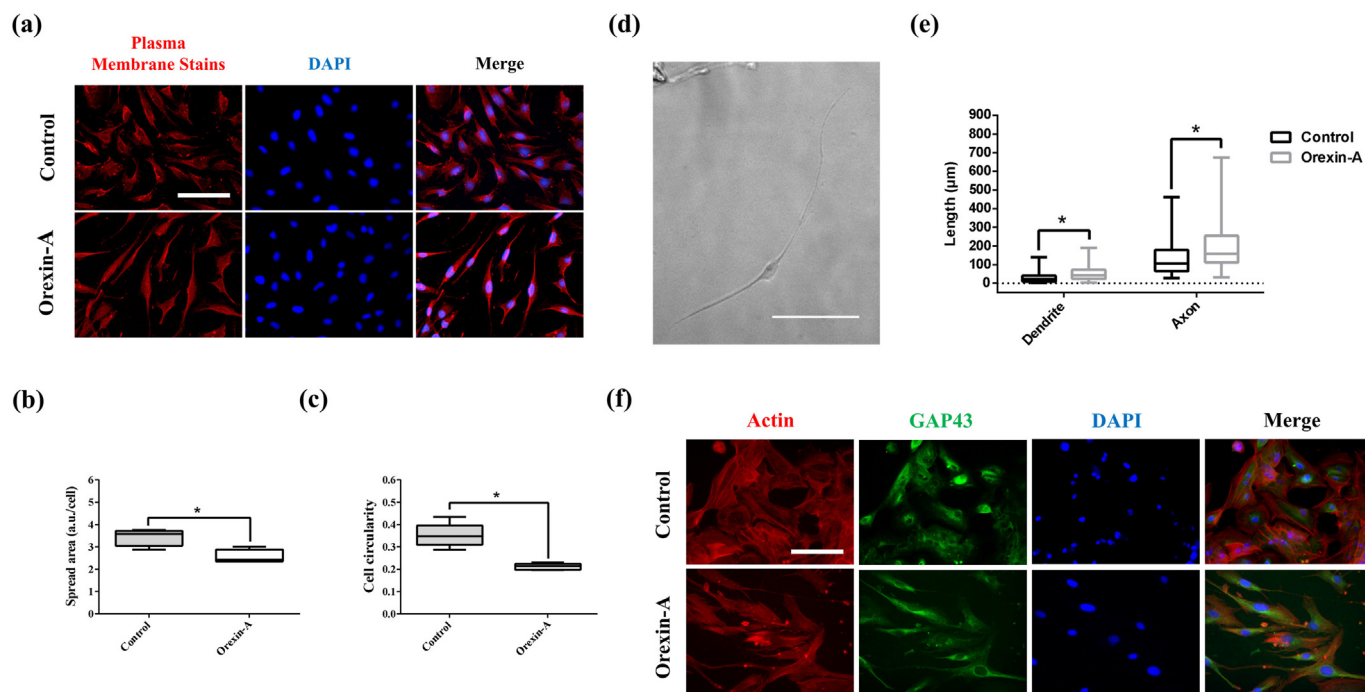 (a)
Plasma
Membrane Stains
DAPI
Merge
Control
Orexin-A
(b)
Spread area (a.u./cell)
6
5
4
3
2
1
0
*
Control
Orexin-A
(c)
Cell circularity
0.6
0.5
0.4
0.3
0.2
0.1
0.0
*
Control
Orexin-A
(d)
(e)
Length (µm)
900
800
700
600
500
400
300
200
100
0
*
*
Dendrite
Axon
Control
Orexin-A
(f)
Actin
GAP43
DAPI
Merge
Control
Orexin-A